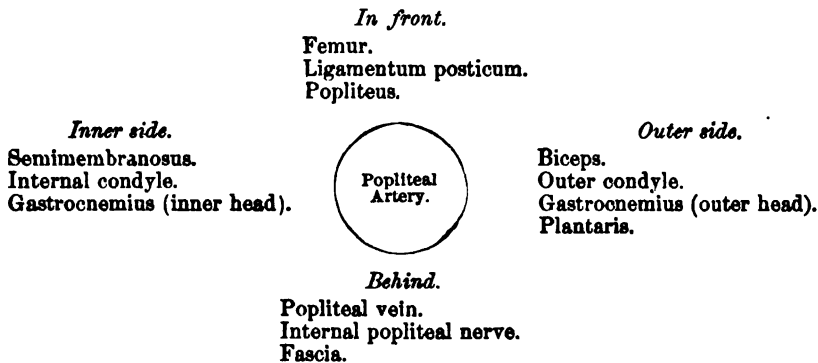 In front.
Femur.
Ligamentum posticum.
Popliteus.
Inner side.
Semimembranosus.
Internal condyle.
Gastrocnemius (inner head).
Popliteal
Artery.
Outer side.
Biceps.
Outer condyle.
Gastrocnemius (outer head).
Plantaris.
Behind.
Popliteal vein.
Internal popliteal nerve.
Fascia.